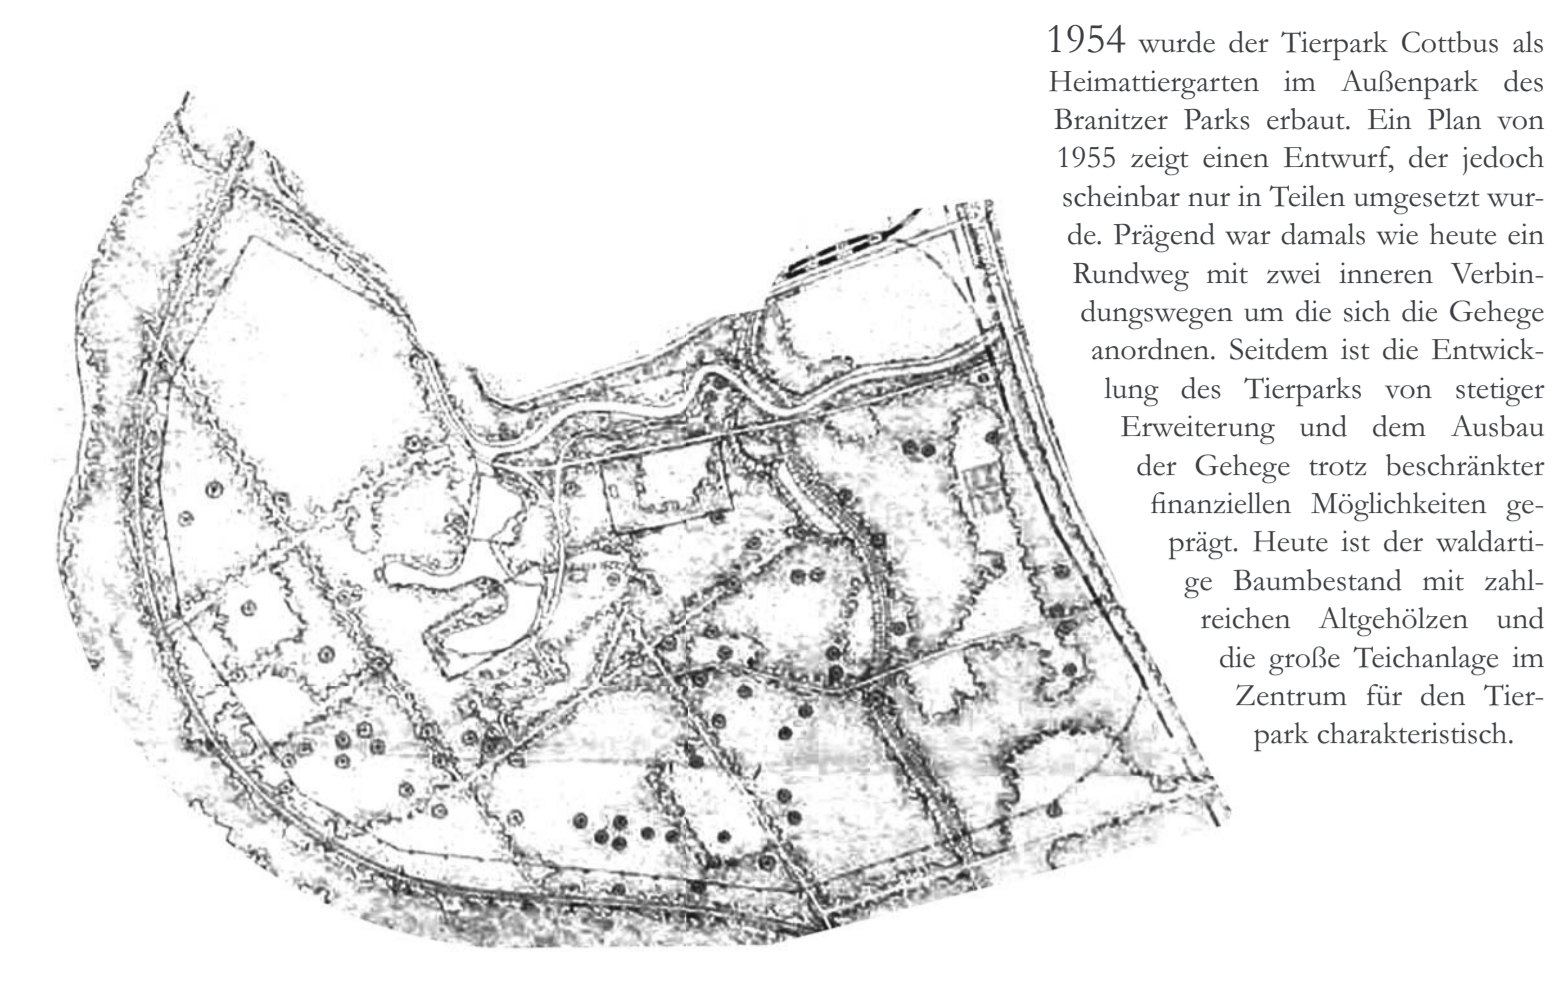 1954 wurde der Tierpark Cottbus als
Heimattiergarten im Außenpark des
Branitzer Parks erbaut. Ein Plan von
1955 zeigt einen Entwurf, der jedoch
scheinbar nur in Teilen umgesetzt wur-
de. Prägend war damals wie heute ein
Rundweg mit zwei inneren Verbin-
dungswegen um die sich die Gehege
anordnen. Seitdem ist die Entwick-
lung des Tierparks von stetiger
Erweiterung und dem Ausbau
der Gehege trotz beschränkter
finanziellen Möglichkeiten ge-
prägt. Heute ist der waldarti-
ge Baumbestand mit zahl-
reichen Altgehölzen und
die große Teichanlage im
Zentrum für den Tier-
park charakteristisch.